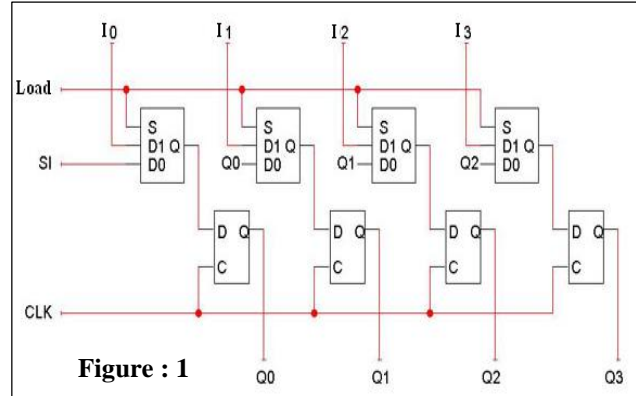 I0 I1 I2 I3
Load
S S S S
D1 Q D1 Q D1 Q D1 Q
SI D0 Q0 D0 Q1 D0 Q2 D0
D Q D Q D Q D Q
C C C C
CLK
Figure : 1
Q0 Q1 Q2 Q3